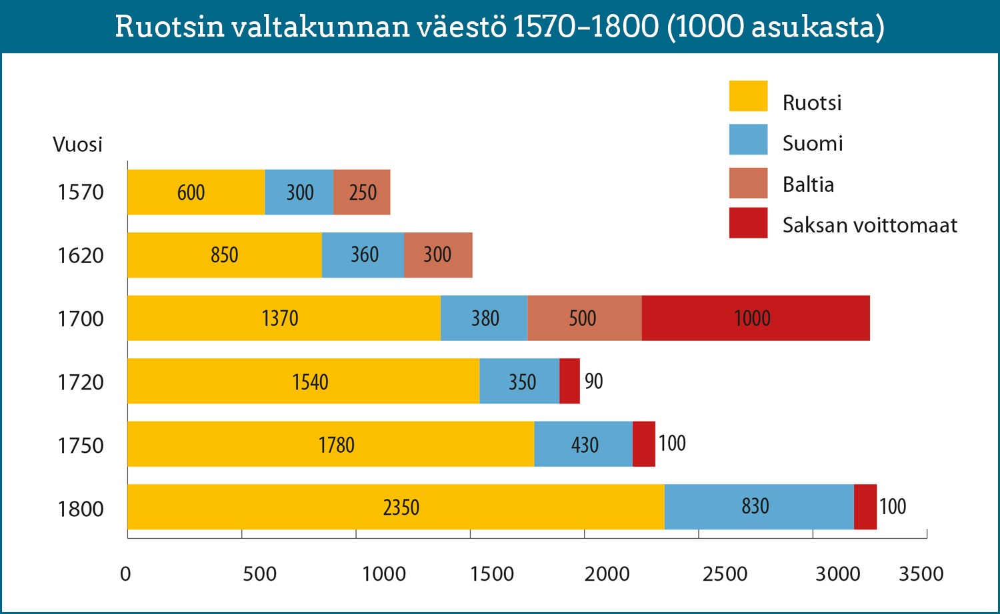 Ruotsin valtakunnan väestö 1570–1800 (1000 asukasta)
Ruotsi
Suomi
Baltia
Saksan voittomaat
Vuosi
1570 600 300 250
1620 850 360 300
1700 1370 380 500 1000
1720 1540 350 90
1750 1780 430 100
1800 2350 830 100
0 500 1000 1500 2000 2500 3000 3500